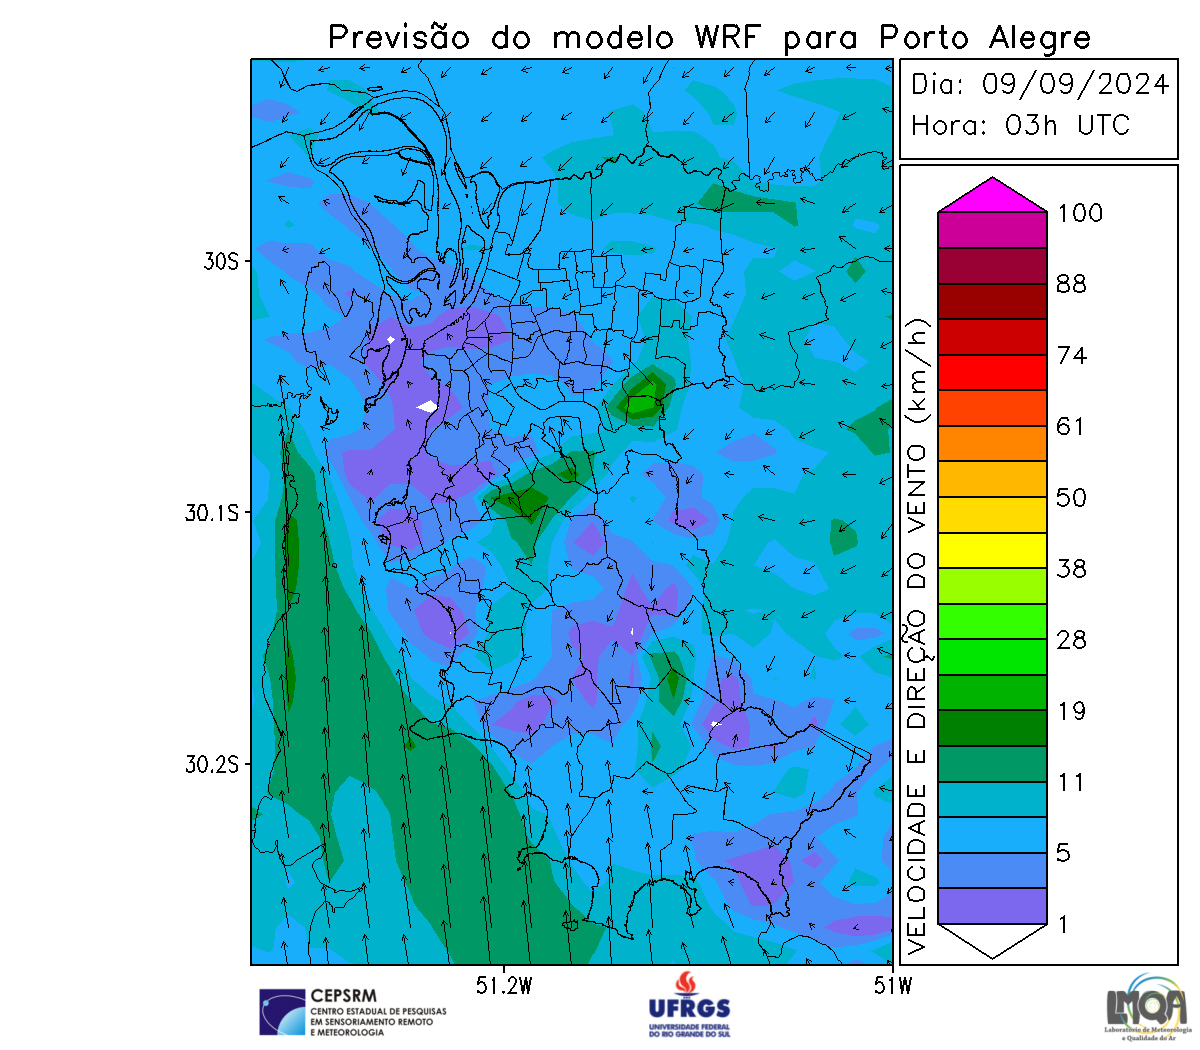 Previsão do modelo WRF para Porto Alegre
Dia: 09/09/2024
Hora: 03h UTC
30S
30.1S
30.2S
51.2W
51W
VELOCIDADE E DIREÇÃO DO VENTO (km/h)
100
88
74
61
50
38
28
19
11
5
1
CEPSRM
CENTRO ESTADUAL DE PESQUISAS
EM SENSORIAMENTO REMOTO
E METEOROLOGIA
UFRGS
UNIVERSIDADE FEDERAL
DO RIO GRANDE DO SUL
LMQA
Laboratório de Meteorologia
e Qualidade do Ar